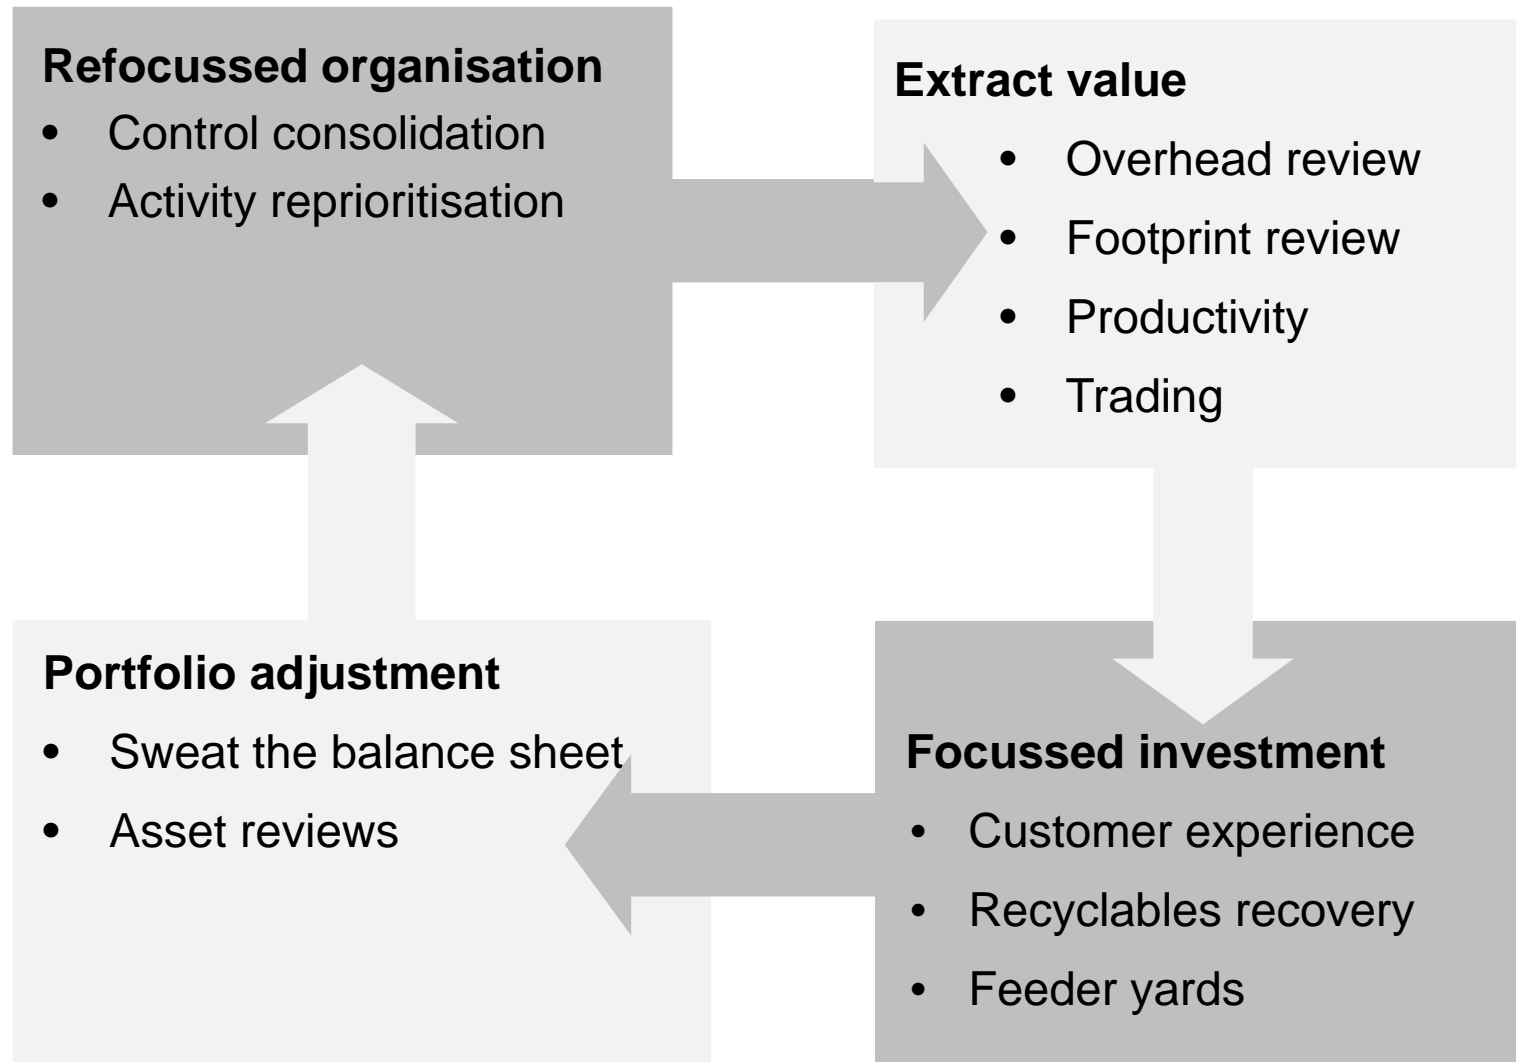 Refocussed organisation
• Control consolidation
• Activity reprioritisation
Extract value
• Overhead review
• Footprint review
• Productivity
• Trading
Portfolio adjustment
• Sweat the balance sheet
• Asset reviews
Focussed investment
• Customer experience
• Recyclables recovery
• Feeder yards